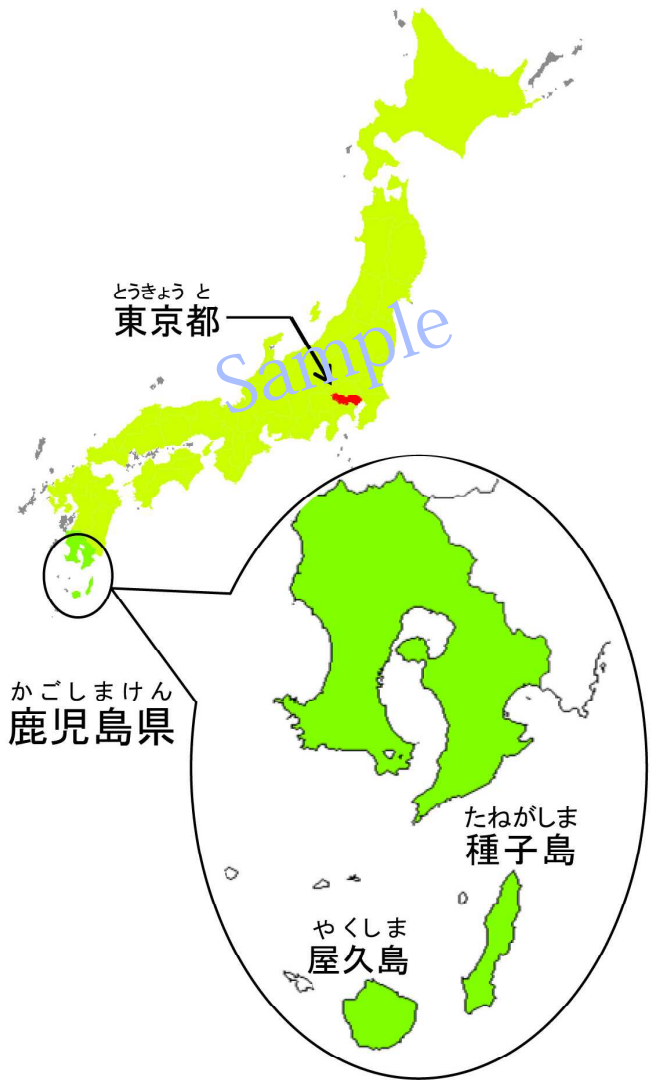 とうきょう と
東京都
Sample
かごしまけん
鹿児島県
たねがしま
種子島
やくしま
屋久島